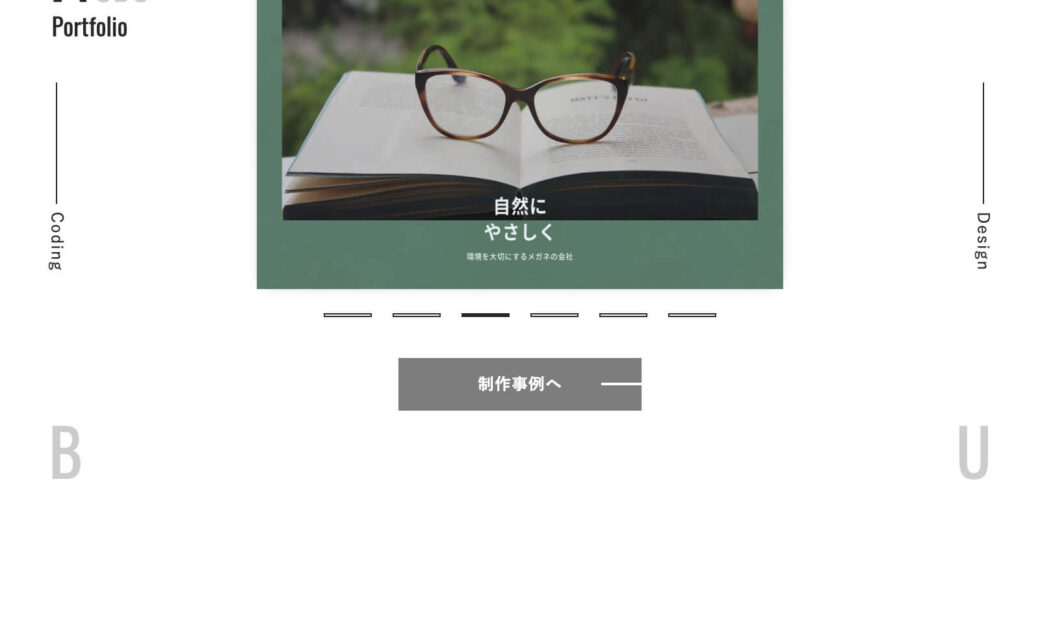 Portfolio
Coding
Design
自然に
やさしく
環境を大切にするメガネの会社
制作事例へ
B
U